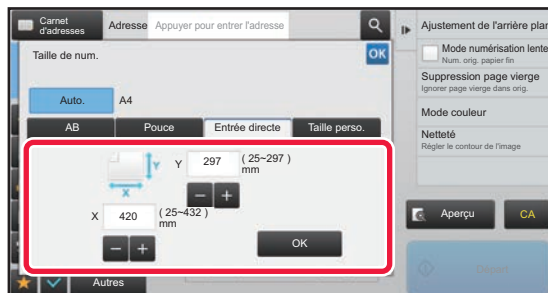 Carnet
d'adresses
Adresse
Appuyer pour entrer l'adresse
Taille de num.
OK
Auto.
A4
AB
Pouce
Entrée directe
Taille perso.
Y
X
Y
297
( 25~297 )
mm
X
420
( 25~432 )
mm
OK
Autres
Ajustement de l'arrière plan
Mode numérisation lente
Num. orig. papier fin
Suppression page vierge
Ignorer page vierge dans orig.
Mode couleur
Netteté
Régler le contour de l'image
Aperçu
CA
Départ